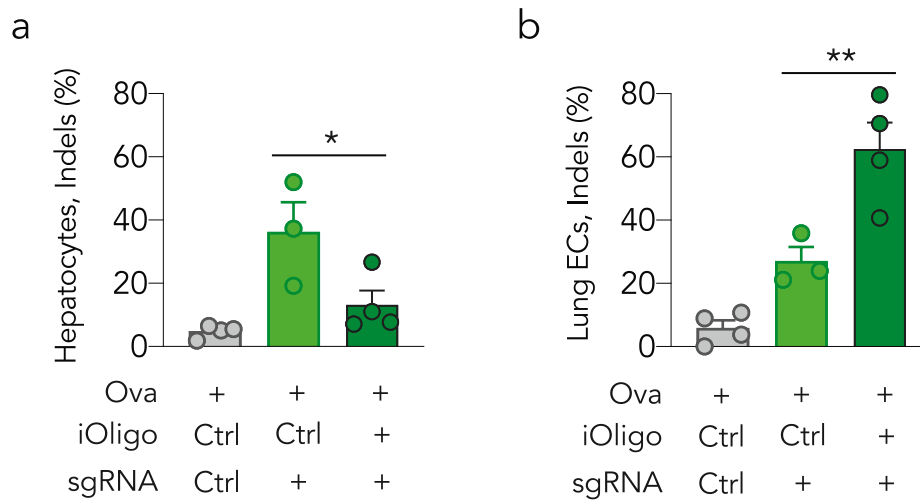 a
Hepatocytes, Indels (%)
80
60
40
20
0
*
Ova + + +
iOligo Ctrl Ctrl +
sgRNA Ctrl + +
b
Lung ECs, Indels (%)
80
60
40
20
0
**
Ova + + +
iOligo Ctrl Ctrl +
sgRNA Ctrl + +